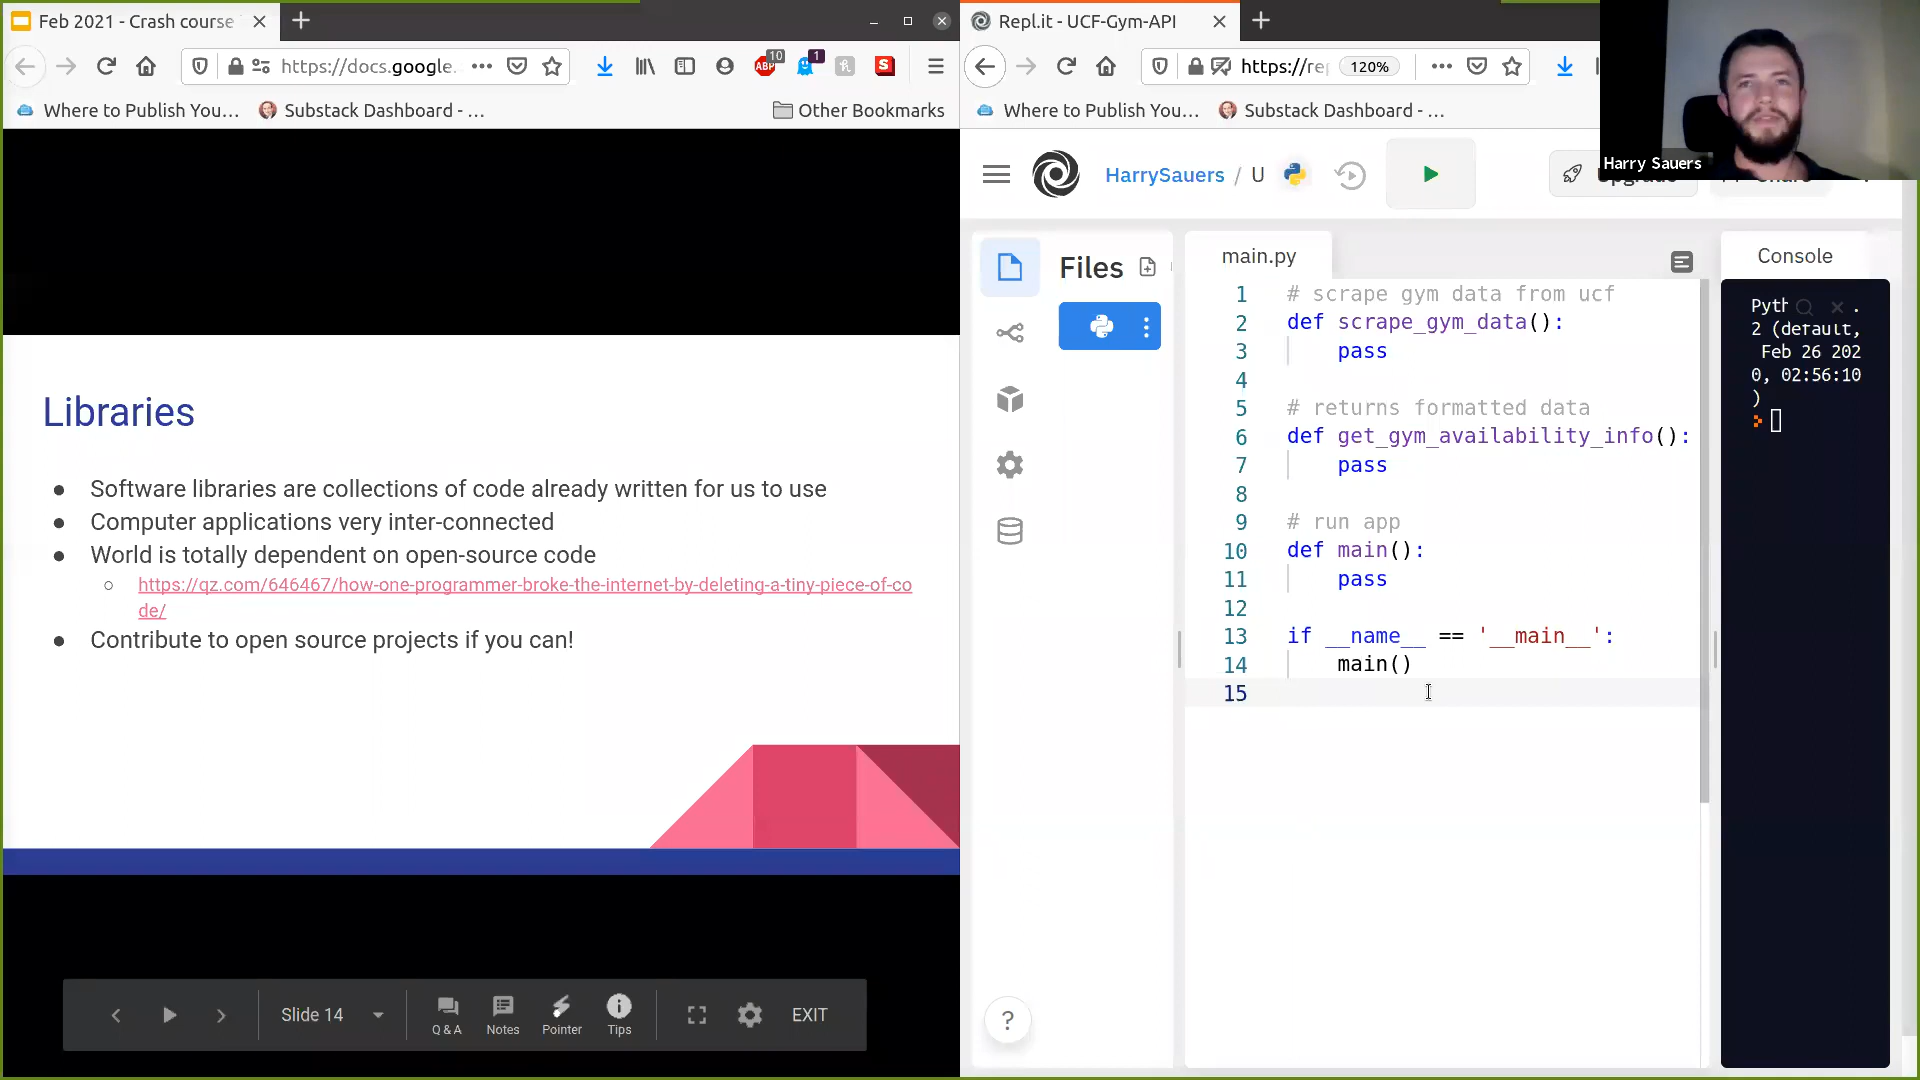 Feb 2021 - Crash course
https://docs.google.
10
1
Where to Publish You...
Substack Dashboard - ...
Other Bookmarks
Libraries
Software libraries are collections of code already written for us to use
Computer applications very inter-connected
World is totally dependent on open-source code
https://qz.com/646467/how-one-programmer-broke-the-internet-by-deleting-a-tiny-piece-of-co
de/
Contribute to open source projects if you can!
Slide 14
Q & A
Notes
Pointer
Tips
EXIT
Repl.it - UCF-Gym-API
https://re
120%
Where to Publish You...
Substack Dashboard - ...
Harry Sauers
HarrySauers / U
Files
main.py
1 # scrape gym data from ucf
2 def scrape_gym_data():
3 pass
4
5 # returns formatted data
6 def get_gym_availability_info():
7 pass
8
9 # run app
10 def main():
11 pass
12
13 if __name__ == '__main__':
14 main()
15
Console
Pyth .
2 (default,
Feb 26 202
0, 02:56:10
)
?